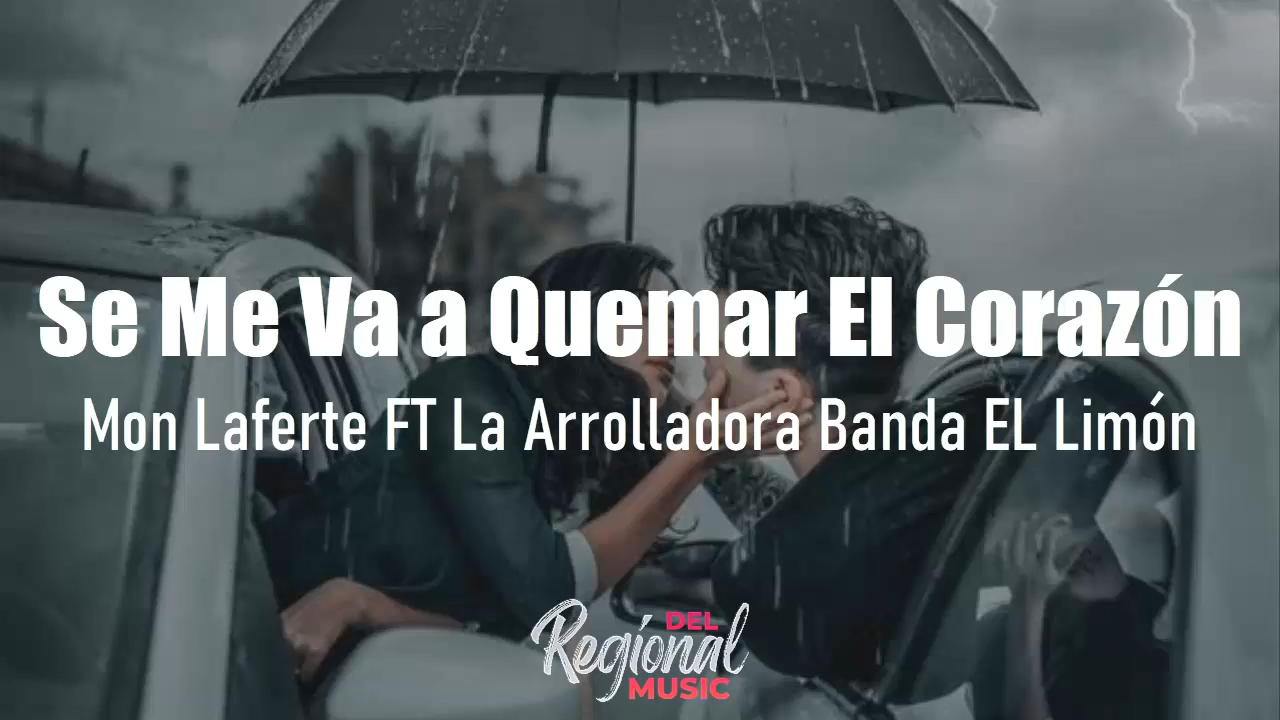 Se Me Va a Quemar El Corazón
Mon Laferte FT La Arrolladora Banda EL Limón
DEL
Regional
MUSIC